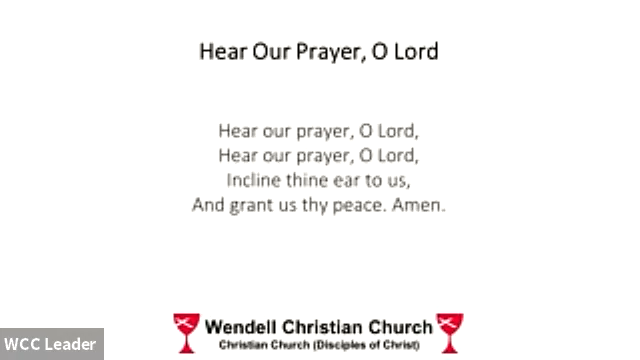 Hear Our Prayer, O Lord
Hear our prayer, O Lord,
Hear our prayer, O Lord,
Incline thine ear to us,
And grant us thy peace. Amen.
Wendell Christian Church
Christian Church (Disciples of Christ)
WCC Leader